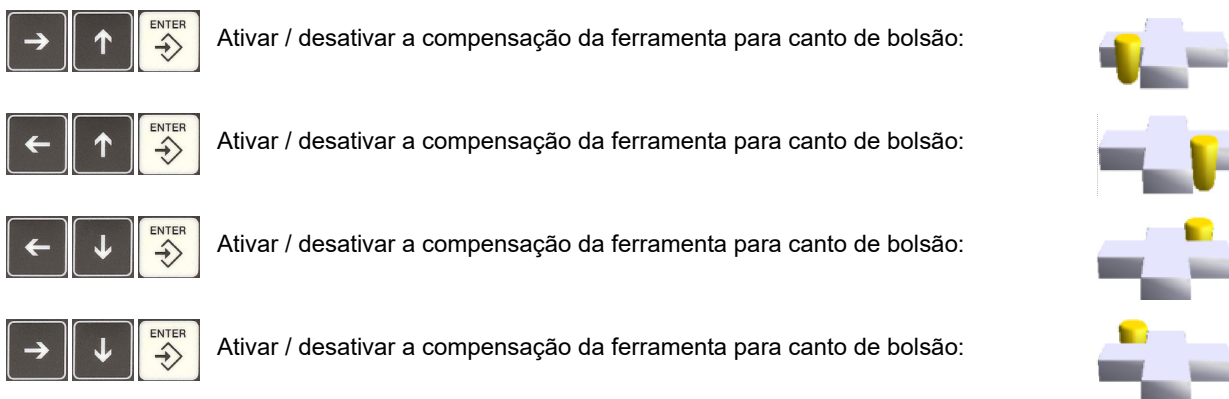 ENTER
Ativar / desativar a compensação da ferramenta para canto de bolsão:
ENTER
Ativar / desativar a compensação da ferramenta para canto de bolsão:
ENTER
Ativar / desativar a compensação da ferramenta para canto de bolsão:
ENTER
Ativar / desativar a compensação da ferramenta para canto de bolsão: